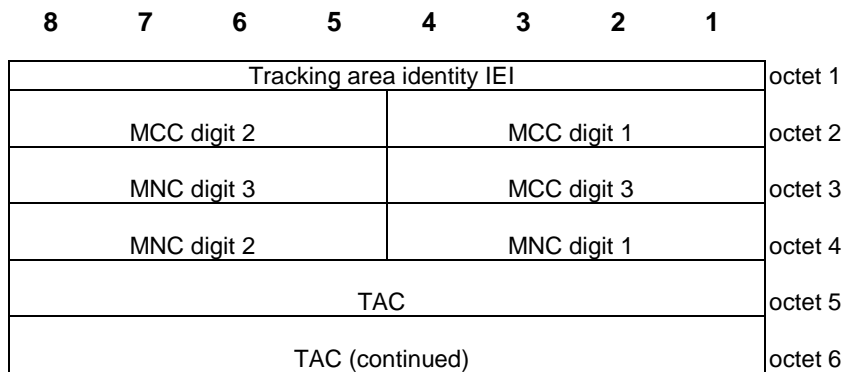 8 7 6 5 4 3 2 1
Tracking area identity IEI octet 1
MCC digit 2 MCC digit 1 octet 2
MNC digit 3 MCC digit 3 octet 3
MNC digit 2 MNC digit 1 octet 4
TAC octet 5
TAC (continued) octet 6